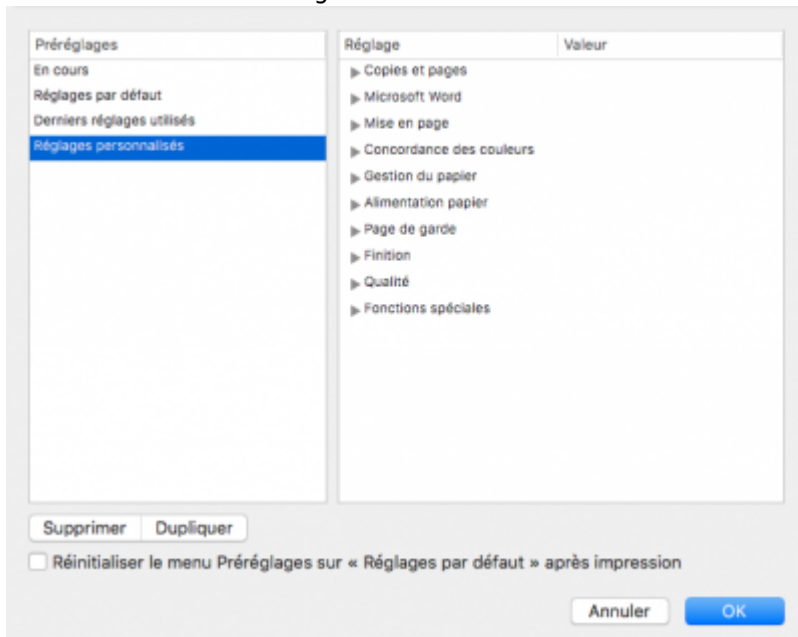 Préréglages
En cours
Réglages par défaut
Derniers réglages utilisés
Réglages personnalisés
Réglage Valeur
Copies et pages
Microsoft Word
Mise en page
Concordance des couleurs
Gestion du papier
Alimentation papier
Page de garde
Finition
Qualité
Fonctions spéciales
Supprimer Dupliquer
Réinitialiser le menu Préréglages sur « Réglages par défaut » après impression
Annuler OK